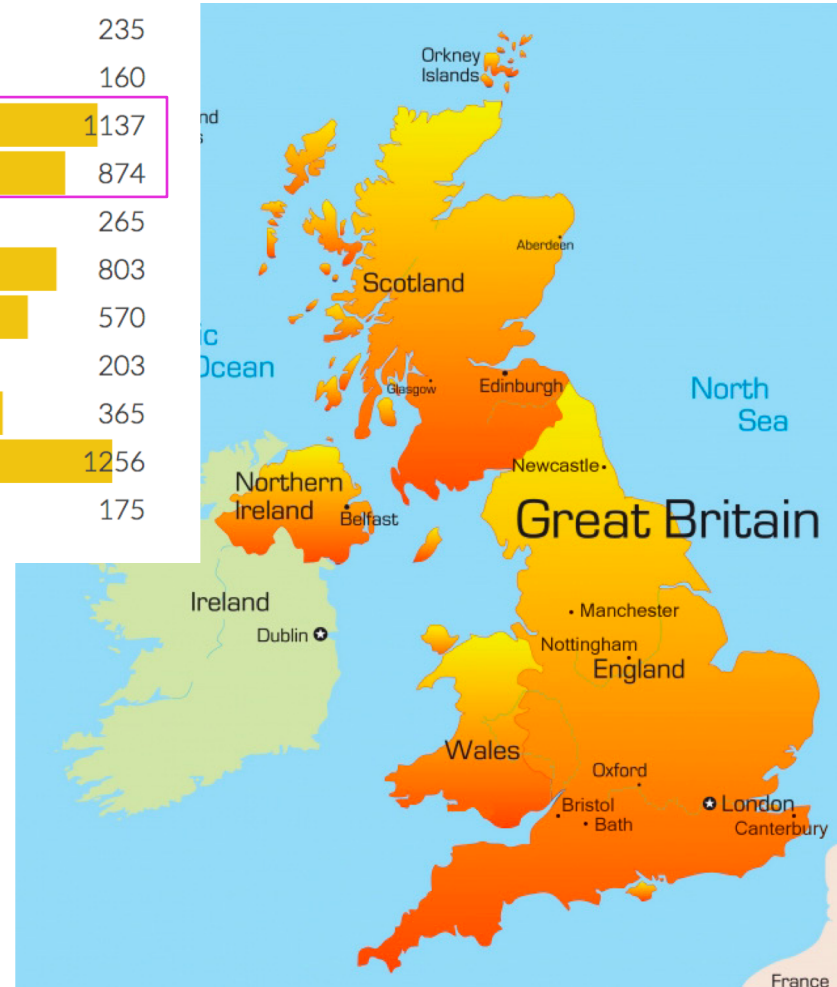 235
160
1137
874
265
803
570
203
365
1256
175
Orkney
Islands
nd
s
Aberdeen
Scotland
ic
Ocean
Glasgow
Edinburgh
North
Sea
Newcastle
Northern
Ireland
Belfast
Great Britain
Ireland
Dublin
Manchester
Nottingham
England
Wales
Oxford
London
Bristol
Bath
Canterbury
France